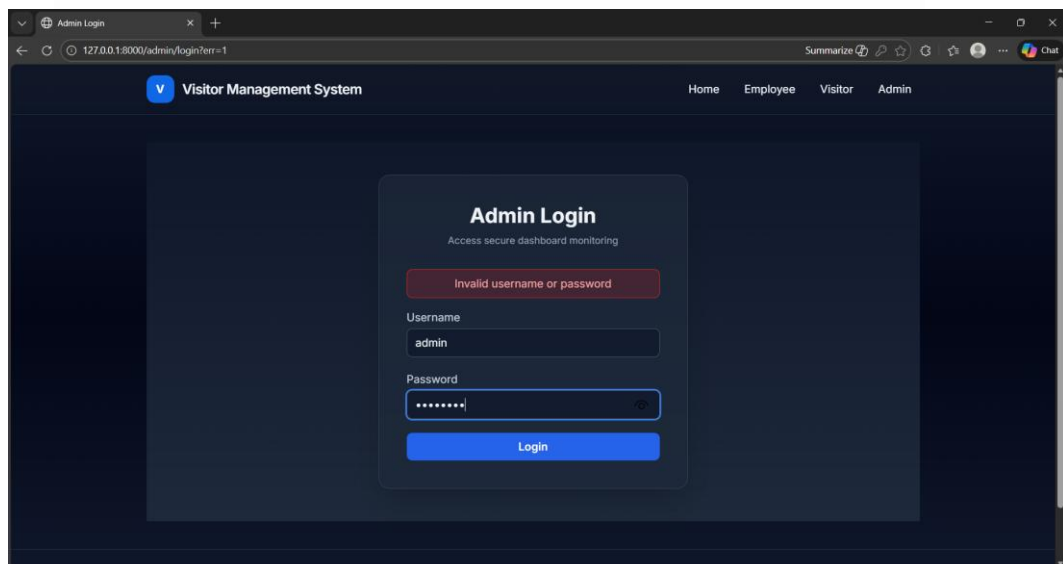 Admin Login
127.0.0.1:8000/admin/login?err=1
Summarize
Chat
V Visitor Management System
Home Employee Visitor Admin
Admin Login
Access secure dashboard monitoring
Invalid username or password
Username
admin
Password
••••••••
Login